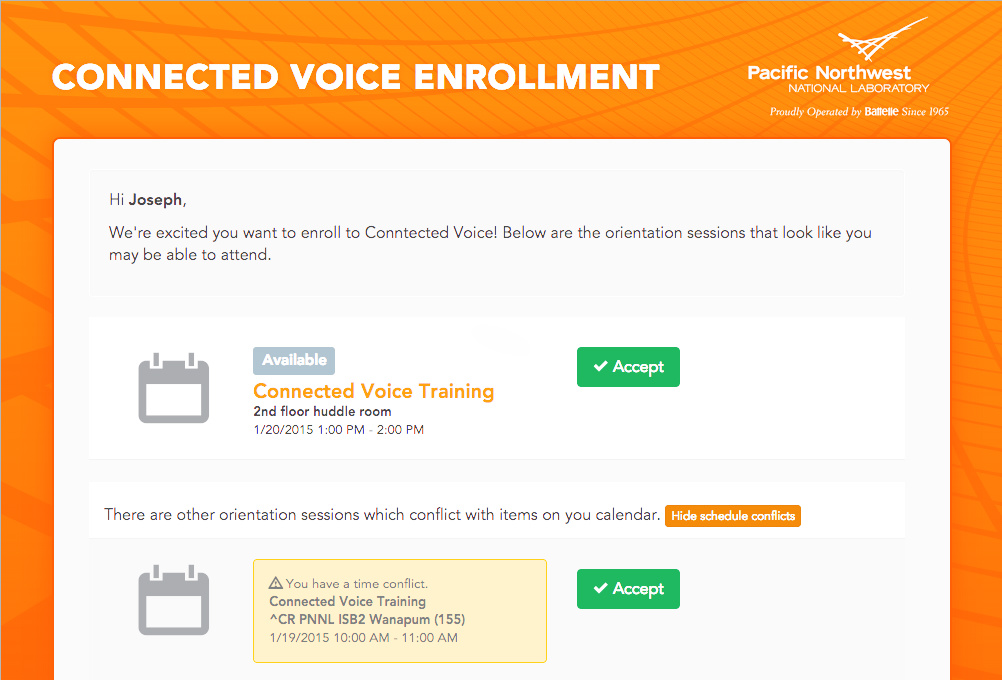 CONNECTED VOICE ENROLLMENT
Pacific Northwest
NATIONAL LABORATORY
Proudly Operated by Battelle Since 1965
Hi Joseph,
We're excited you want to enroll to Conntected Voice! Below are the orientation sessions that look like you
may be able to attend.
Available
Connected Voice Training
2nd floor huddle room
1/20/2015 1:00 PM - 2:00 PM
Accept
There are other orientation sessions which conflict with items on you calendar.
Hide schedule conflicts
You have a time conflict.
Connected Voice Training
^CR PNNL ISB2 Wanapum (155)
1/19/2015 10:00 AM - 11:00 AM
Accept